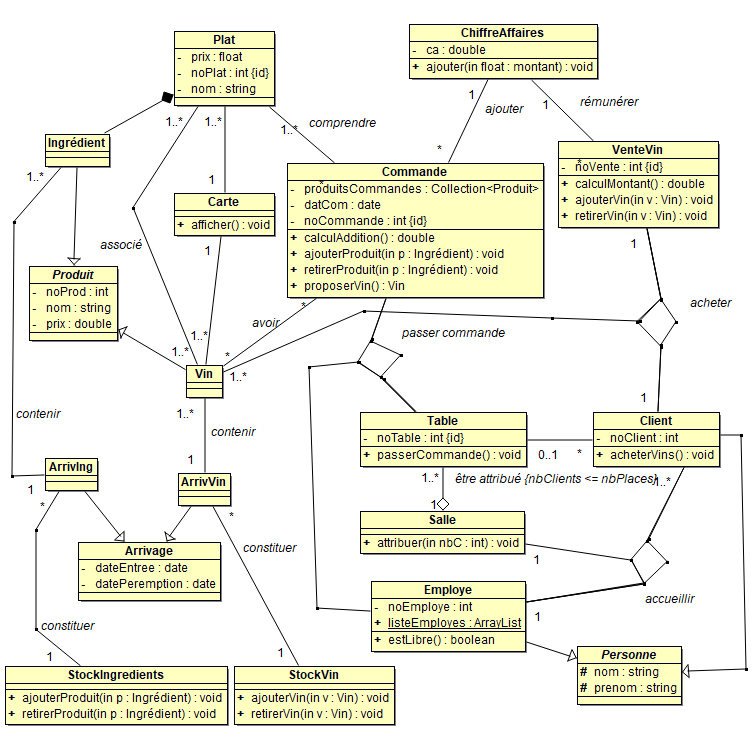 Plat
- prix : float
- noPlat : int {id}
- nom : string
ChiffreAffaires
- ca : double
+ ajouter(in float : montant) : void
1..*
1..*
1..*
comprendre
1
ajouter
*
1
rémunérer
*
Ingrédient
1..*
VenteVin
- noVente : int {id}
+ calculMontant() : double
+ ajouterVin(in v : Vin) : void
+ retirerVin(in v : Vin) : void
1
1
Carte
+ afficher() : void
1
Commande
- produitsCommandes : Collection<Produit>
- datCom : date
- noCommande : int {id}
+ calculAddition() : double
+ ajouterProduit(in p : Ingrédient) : void
+ retirerProduit(in p : Ingrédient) : void
+ proposerVin() : Vin
*
*
associé
Produit
- noProd : int
- nom : string
- prix : double
avoir
acheter
passer commande
1..*
1..*
*
1..*
Vin
1..*
contenir
1
contenir
1
Table
- noTable : int {id}
+ passerCommande() : void
0..1
*
Client
- noClient : int
+ acheterVins() : void
ArrivIng
1
*
ArrivVin
*
1..*
1
être attribué {nbClients <= nbPlaces}
1..*
Salle
+ attribuer(in nbC : int) : void
1
Arrivage
- dateEntree : date
- datePeremption : date
constituer
accueillir
Employe
- noEmploye : int
+ listeEmployes : ArrayList
+ estLibre() : boolean
1
constituer
1
1
Personne
# nom : string
# prenom : string
StockIngredients
+ ajouterProduit(in p : Ingrédient) : void
+ retirerProduit(in p : Ingrédient) : void
StockVin
+ ajouterVin(in v : Vin) : void
+ retirerVin(in v : Vin) : void